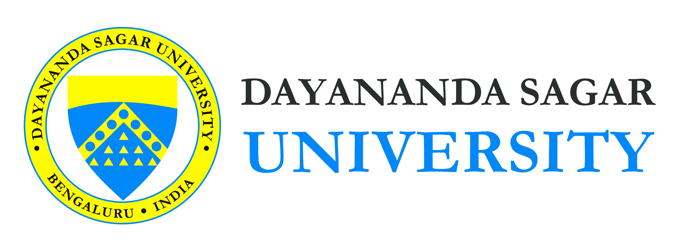 • DAYANANDA SAGAR UNIVERSITY •
BENGALURU • INDIA
DAYANANDA SAGAR
UNIVERSITY